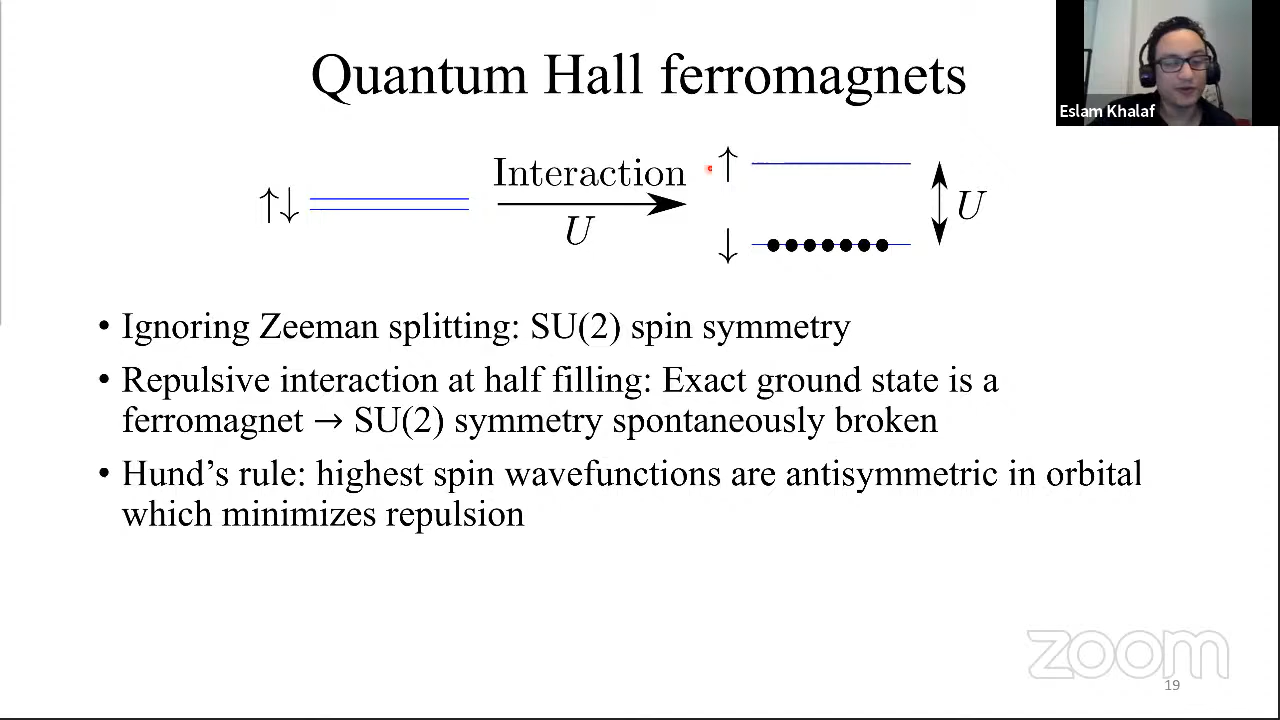 Quantum Hall ferromagnets
Eslam Khalaf
↑↓
Interaction
U
↑
↓
U
• Ignoring Zeeman splitting: SU(2) spin symmetry
• Repulsive interaction at half filling: Exact ground state is a
ferromagnet → SU(2) symmetry spontaneously broken
• Hund’s rule: highest spin wavefunctions are antisymmetric in orbital
which minimizes repulsion
zoom
19